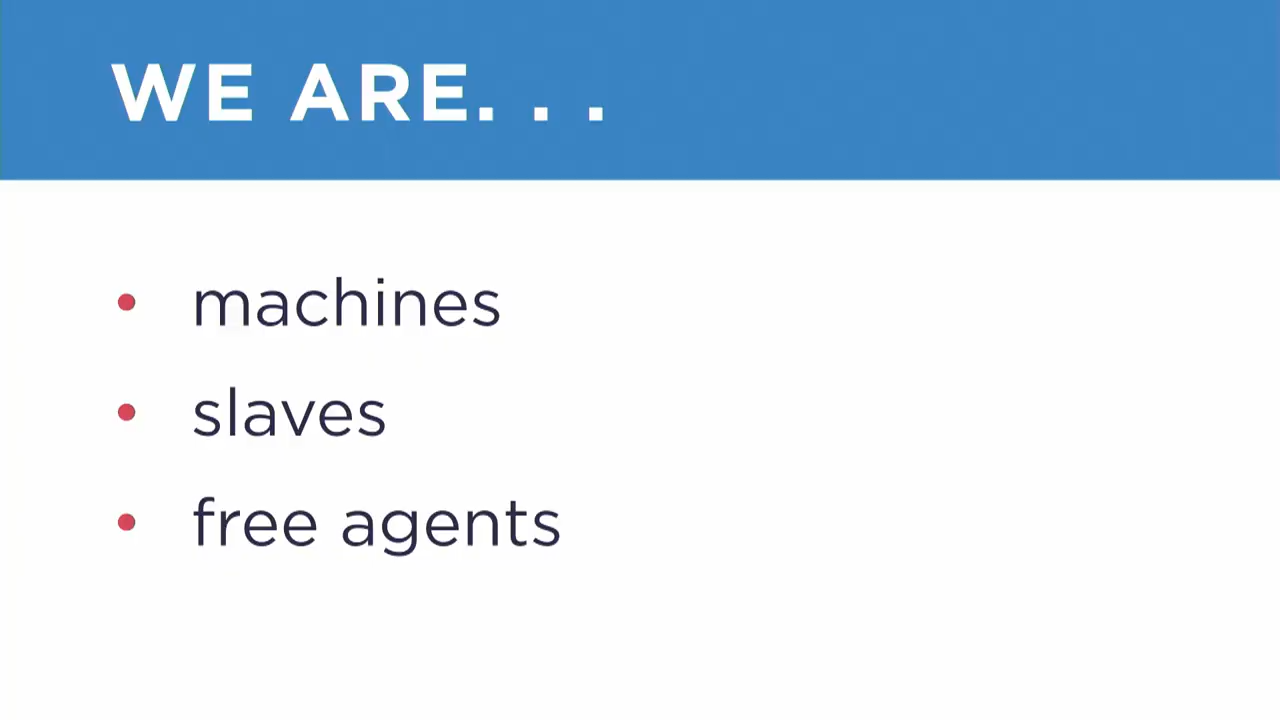 WE ARE. . .
• machines
• slaves
• free agents